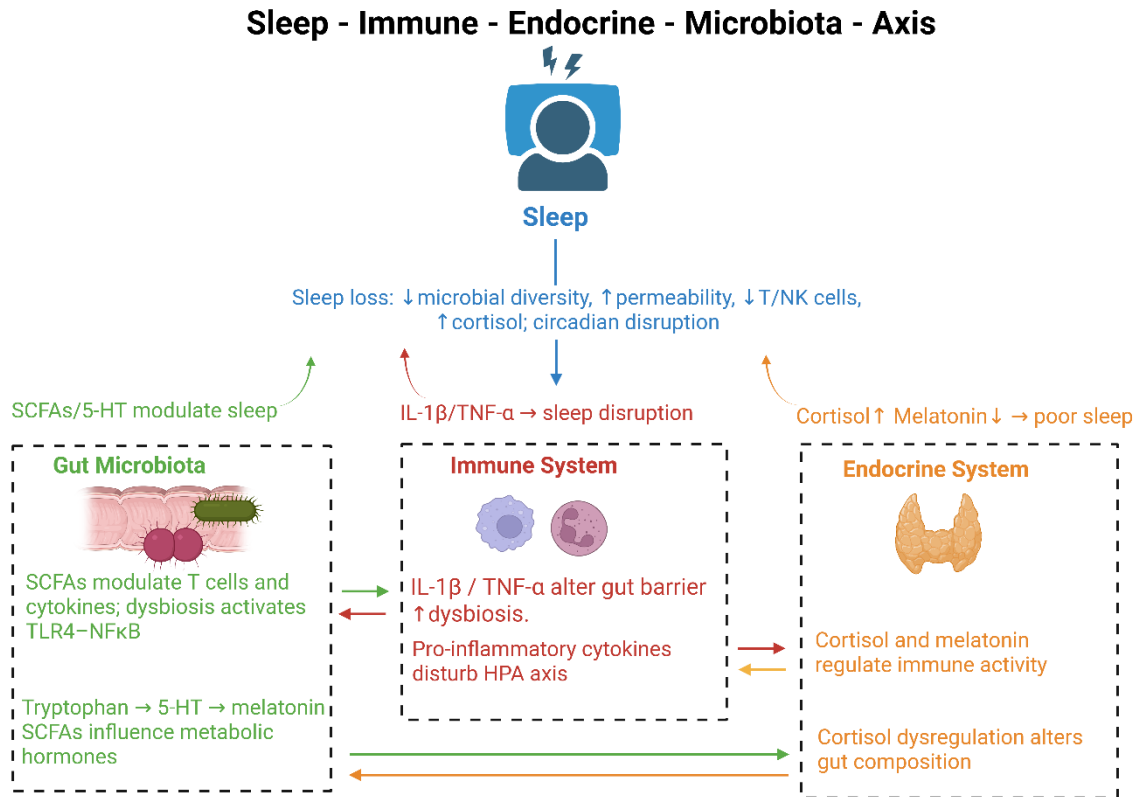 Sleep - Immune - Endocrine - Microbiota - Axis
Sleep
Sleep loss: ↓microbial diversity, ↑permeability, ↓T/NK cells,
↑cortisol; circadian disruption
SCFAs/5-HT modulate sleep
IL-1β/TNF-α → sleep disruption
Cortisol↑ Melatonin↓ → poor sleep
Gut Microbiota
SCFAs modulate T cells and
cytokines; dysbiosis activates
TLR4–NFκB
Tryptophan → 5-HT → melatonin
SCFAs influence metabolic
hormones
Immune System
IL-1β / TNF-α alter gut barrier
↑dysbiosis.
Pro-inflammatory cytokines
disturb HPA axis
Endocrine System
Cortisol and melatonin
regulate immune activity
Cortisol dysregulation alters
gut composition